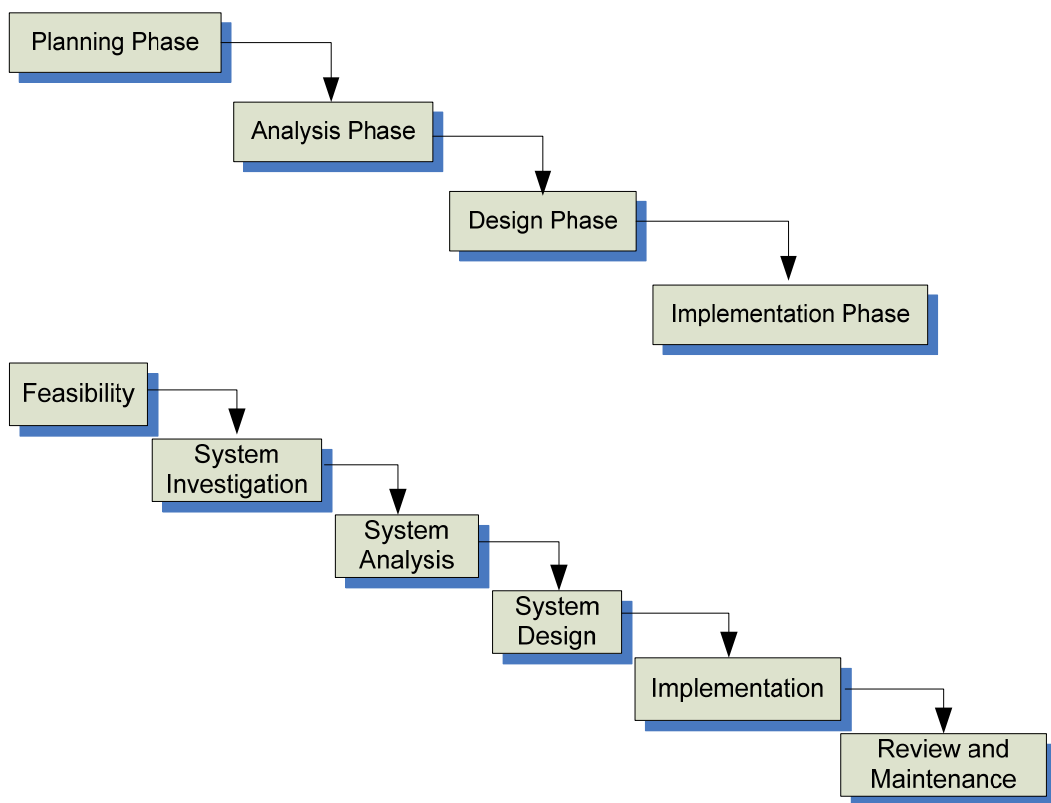 Planning Phase
Analysis Phase
Design Phase
Implementation Phase
Feasibility
System
Investigation
System
Analysis
System
Design
Implementation
Review and
Maintenance